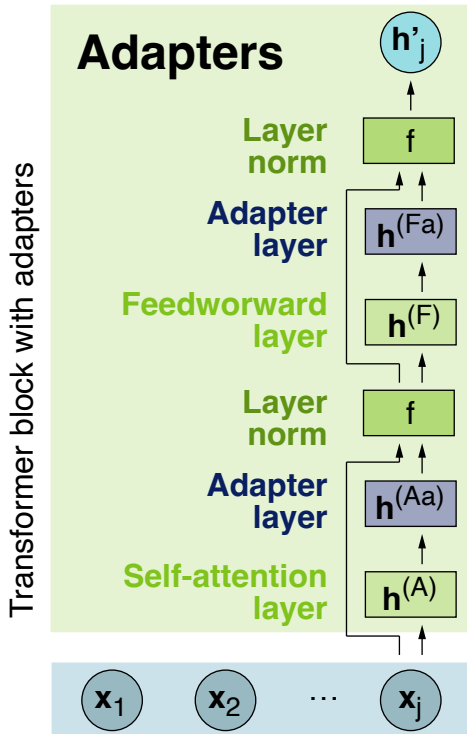 Adapters
h'j
Layer
norm
f
Adapter
layer
h(Fa)
Feedworward
layer
h(F)
Layer
norm
f
Adapter
layer
h(Aa)
Self-attention
layer
h(A)
Transformer block with adapters
x1 x2 ... xj